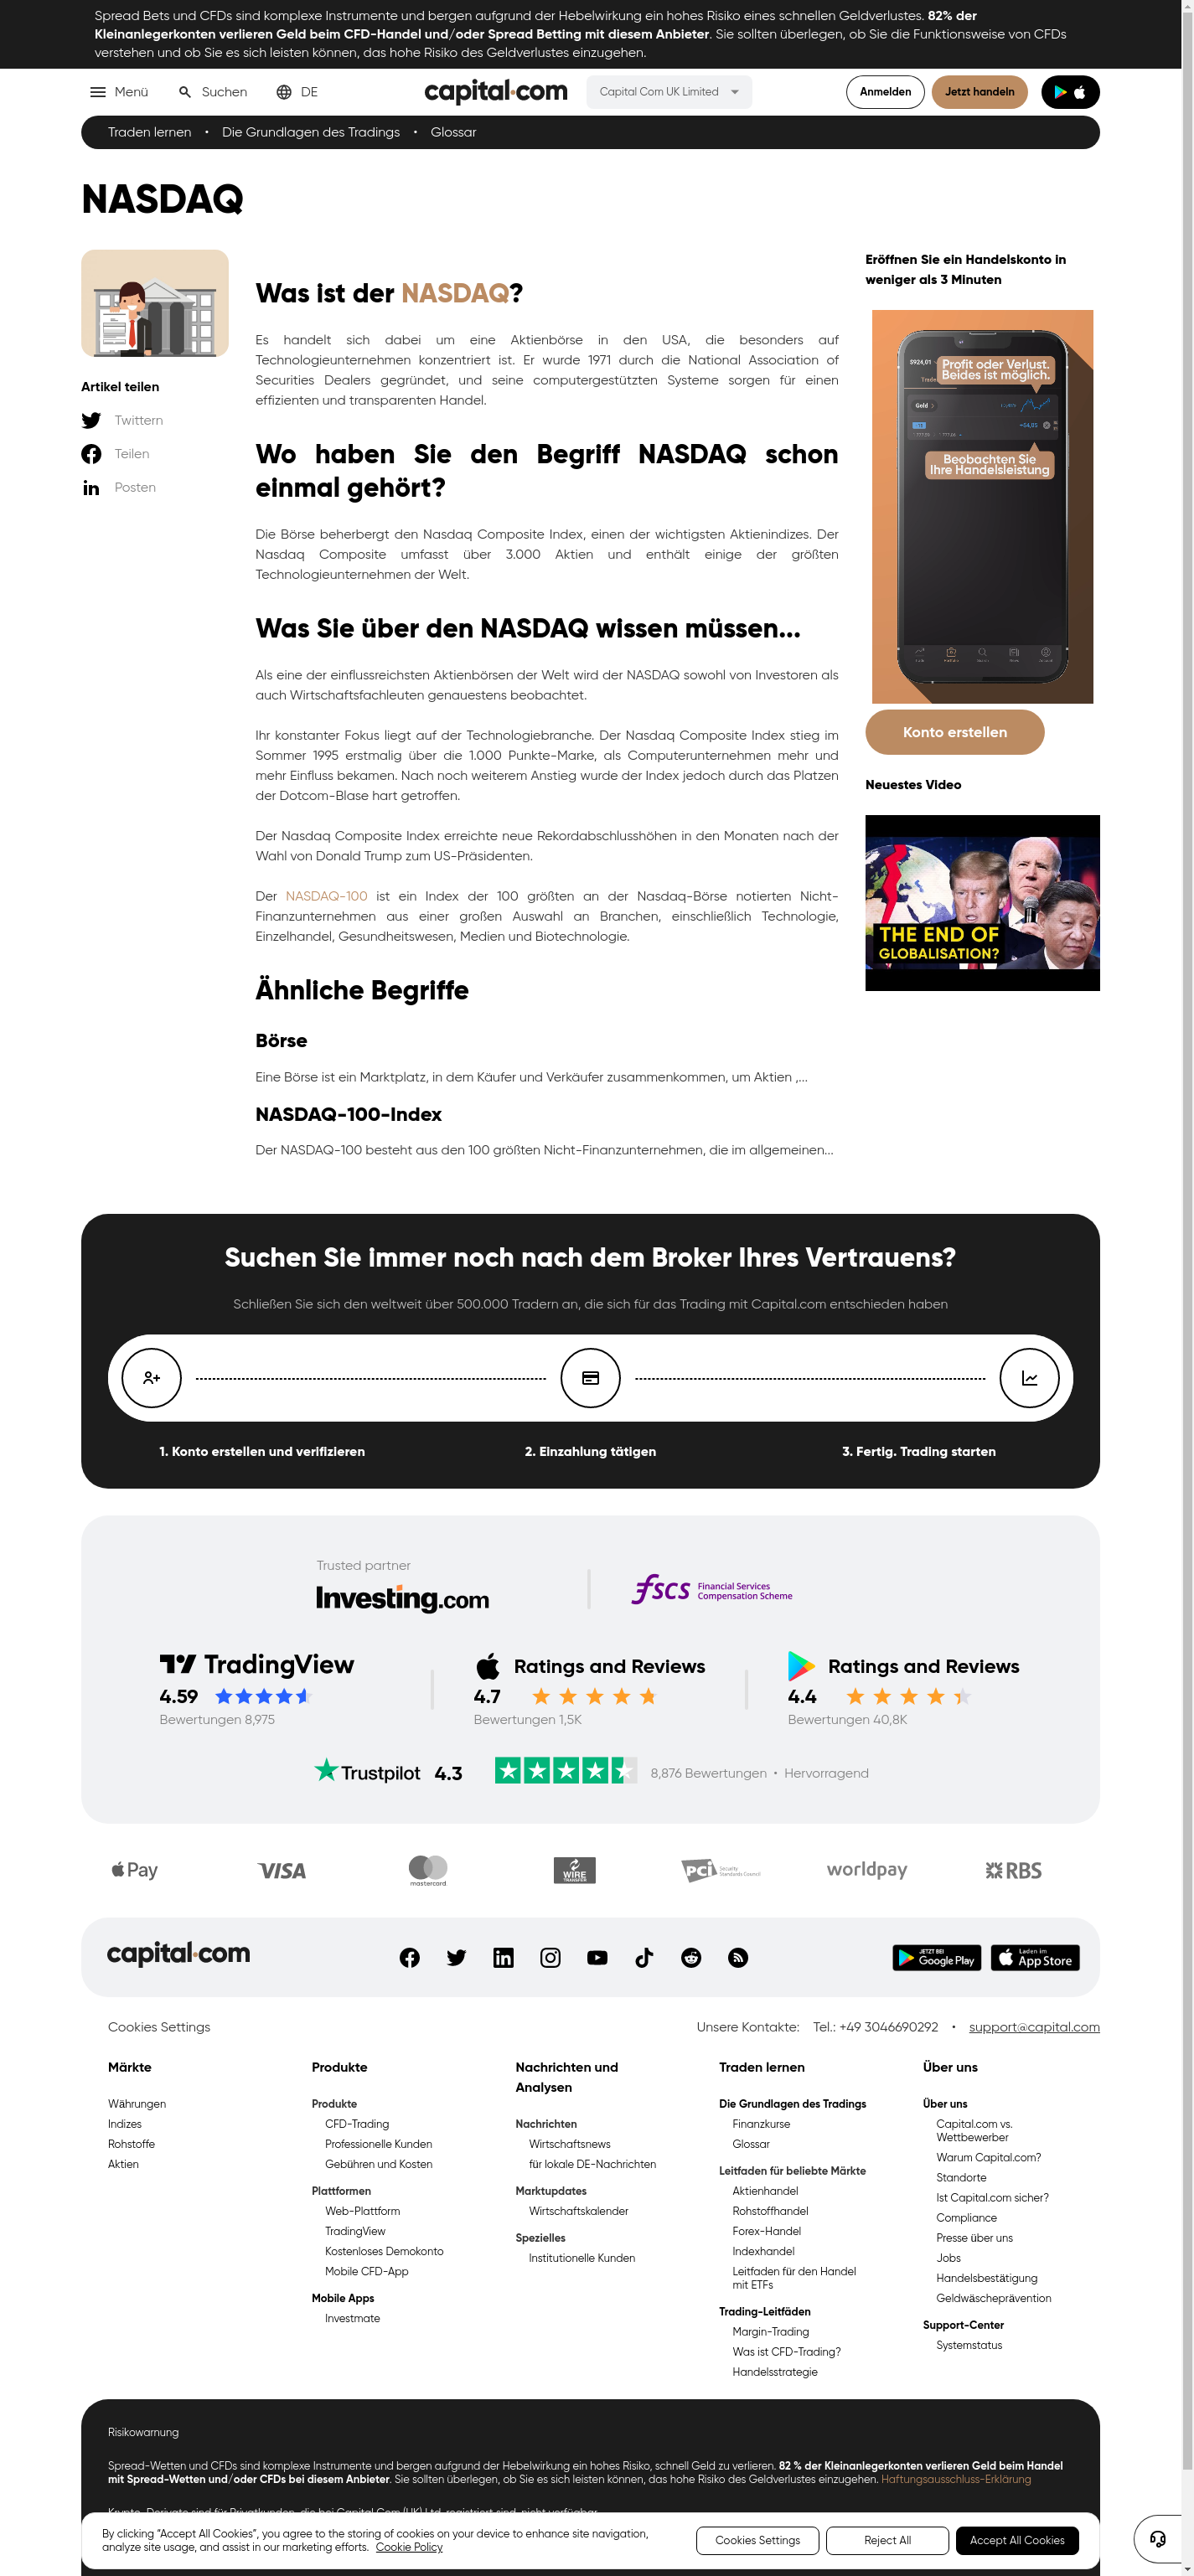 Spread Bets und CFDs sind komplexe Instrumente und bergen aufgrund der Hebelwirkung ein hohes Risiko eines schnellen Geldverlustes. 82% der
Kleinanlegerkonten verlieren Geld beim CFD-Handel und/oder Spread Betting mit diesem Anbieter. Sie sollten überlegen, ob Sie die Funktionsweise von CFDs
verstehen und ob Sie es sich leisten können, das hohe Risiko des Geldverlustes einzugehen.
Menü Suchen DE capital.com Capital Com UK Limited Anmelden Jetzt handeln
Traden lernen • Die Grundlagen des Tradings • Glossar
NASDAQ
Artikel teilen
Twittern
Teilen
Posten
Was ist der NASDAQ?
Es handelt sich dabei um eine Aktienbörse in den USA, die besonders auf
Technologieunternehmen konzentriert ist. Er wurde 1971 durch die National Association of
Securities Dealers gegründet, und seine computergestützten Systeme sorgen für einen
effizienten und transparenten Handel.
Wo haben Sie den Begriff NASDAQ schon
einmal gehört?
Die Börse beherbergt den Nasdaq Composite Index, einen der wichtigsten Aktienindizes. Der
Nasdaq Composite umfasst über 3.000 Aktien und enthält einige der größten
Technologieunternehmen der Welt.
Was Sie über den NASDAQ wissen müssen...
Als eine der einflussreichsten Aktienbörsen der Welt wird der NASDAQ sowohl von Investoren als
auch Wirtschaftsfachleuten genauestens beobachtet.
Ihr konstanter Fokus liegt auf der Technologiebranche. Der Nasdaq Composite Index stieg im
Sommer 1995 erstmalig über die 1.000 Punkte-Marke, als Computerunternehmen mehr und
mehr Einfluss bekamen. Nach noch weiterem Anstieg wurde der Index jedoch durch das Platzen
der Dotcom-Blase hart getroffen.
Der Nasdaq Composite Index erreichte neue Rekordabschlusshöhen in den Monaten nach der
Wahl von Donald Trump zum US-Präsidenten.
Der NASDAQ-100 ist ein Index der 100 größten an der Nasdaq-Börse notierten Nicht-
Finanzunternehmen aus einer großen Auswahl an Branchen, einschließlich Technologie,
Einzelhandel, Gesundheitswesen, Medien und Biotechnologie.
Ähnliche Begriffe
Börse
Eine Börse ist ein Marktplatz, in dem Käufer und Verkäufer zusammenkommen, um Aktien ,...
NASDAQ-100-Index
Der NASDAQ-100 besteht aus den 100 größten Nicht-Finanzunternehmen, die im allgemeinen...
Eröffnen Sie ein Handelskonto in
weniger als 3 Minuten
$924,01
Profit oder Verlust.
Beides ist möglich.
Geld
Beobachten Sie
Ihre Handelsleistung
Konto erstellen
Neuestes Video
THE END OF
GLOBALISATION?
Suchen Sie immer noch nach dem Broker Ihres Vertrauens?
Schließen Sie sich den weltweit über 500.000 Tradern an, die sich für das Trading mit Capital.com entschieden haben
1. Konto erstellen und verifizieren 2. Einzahlung tätigen 3. Fertig. Trading starten
Trusted partner
Investing.com
fscs Financial Services
Compensation Scheme
TradingView
4.59
Bewertungen 8,975
Ratings and Reviews
4.7
Bewertungen 1,5K
Ratings and Reviews
4.4
Bewertungen 40,8K
Trustpilot 4.3 8,876 Bewertungen • Hervorragend
Pay VISA mastercard WIRE TRANSFER PCI Security Standards Council worldpay RBS
capital.com
JETZT BEI
Google Play
Laden im
App Store
Cookies Settings
Unsere Kontakte: Tel.: +49 3046690292 • support@capital.com
Märkte
Währungen
Indizes
Rohstoffe
Aktien
Produkte
Produkte
CFD-Trading
Professionelle Kunden
Gebühren und Kosten
Plattformen
Web-Plattform
TradingView
Kostenloses Demokonto
Mobile CFD-App
Mobile Apps
Investmate
Nachrichten und
Analysen
Nachrichten
Wirtschaftsnews
für lokale DE-Nachrichten
Marktupdates
Wirtschaftskalender
Spezielles
Institutionelle Kunden
Traden lernen
Die Grundlagen des Tradings
Finanzkurse
Glossar
Leitfaden für beliebte Märkte
Aktienhandel
Rohstoffhandel
Forex-Handel
Indexhandel
Leitfaden für den Handel
mit ETFs
Trading-Leitfäden
Margin-Trading
Was ist CFD-Trading?
Handelsstrategie
Über uns
Über uns
Capital.com vs.
Wettbewerber
Warum Capital.com?
Standorte
Ist Capital.com sicher?
Compliance
Presse über uns
Jobs
Handelsbestätigung
Geldwäscheprävention
Support-Center
Systemstatus
Risikowarnung
Spread-Wetten und CFDs sind komplexe Instrumente und bergen aufgrund der Hebelwirkung ein hohes Risiko, schnell Geld zu verlieren. 82 % der Kleinanlegerkonten verlieren Geld beim Handel
mit Spread-Wetten und/oder CFDs bei diesem Anbieter. Sie sollten überlegen, ob Sie es sich leisten können, das hohe Risiko des Geldverlustes einzugehen. Haftungsausschluss-Erklärung
Krypto-Derivate sind für Privatkunden, die bei Capital Com (UK) Ltd. registriert sind, nicht verfügbar.
By clicking “Accept All Cookies”, you agree to the storing of cookies on your device to enhance site navigation,
analyze site usage, and assist in our marketing efforts. Cookie Policy
Cookies Settings Reject All Accept All Cookies